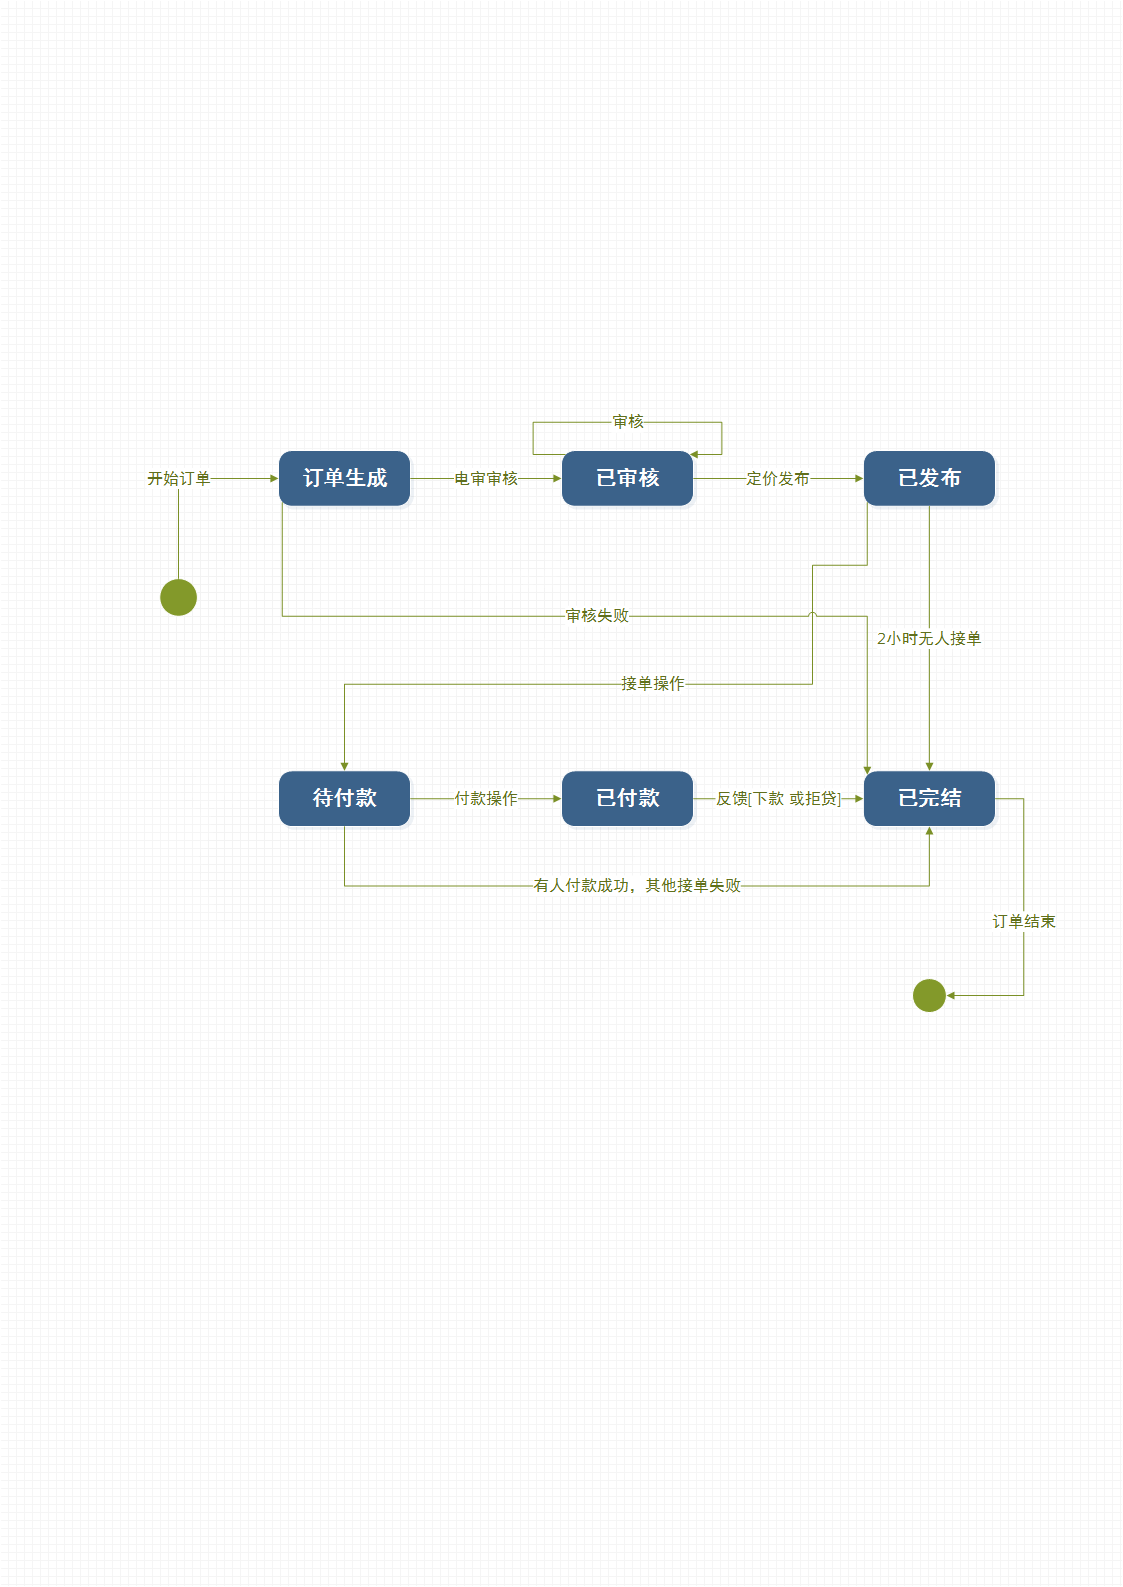 审核
开始订单
订单生成
电审审核
已审核
定价发布
已发布
审核失败
2小时无人接单
接单操作
待付款
付款操作
已付款
反馈[下款 或拒贷]
已完结
有人付款成功，其他接单失败
订单结束